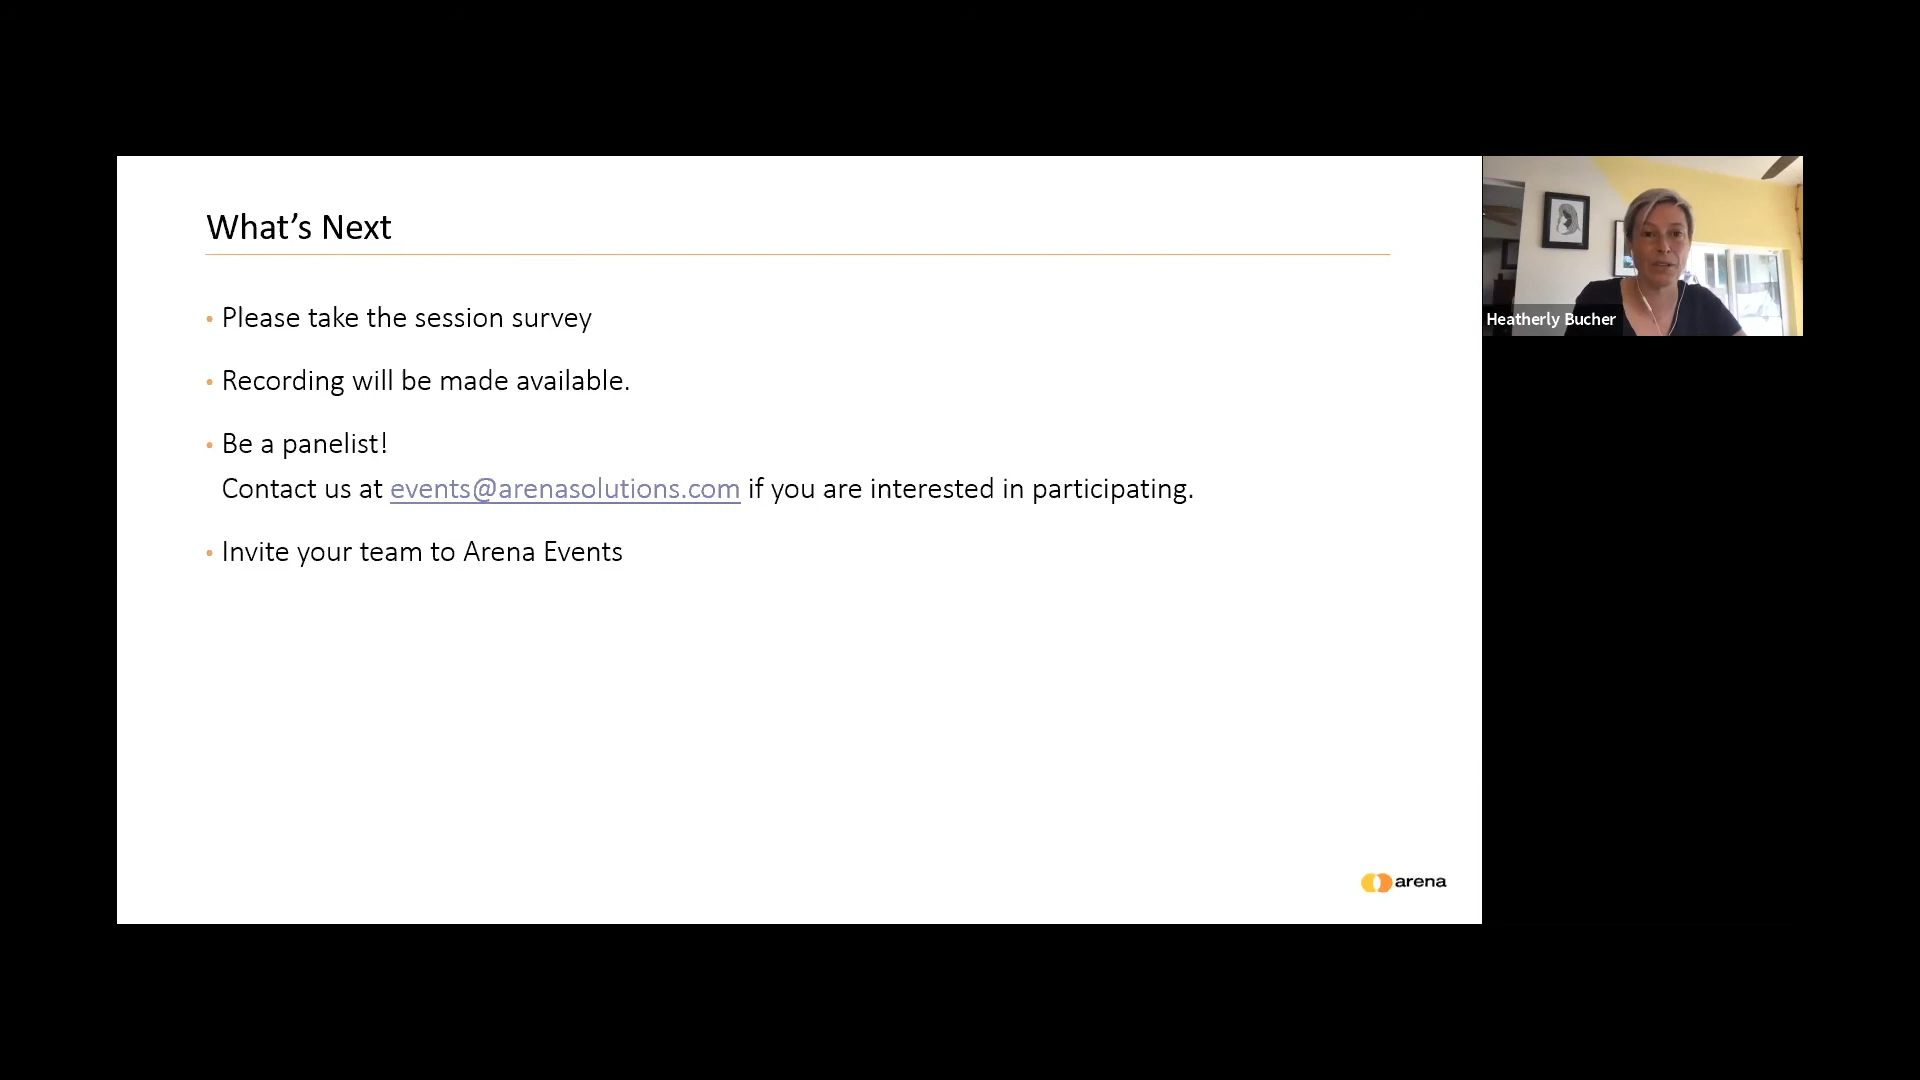 What’s Next
• Please take the session survey
• Recording will be made available.
• Be a panelist!
Contact us at events@arenasolutions.com if you are interested in participating.
• Invite your team to Arena Events
arena
Heatherly Bucher